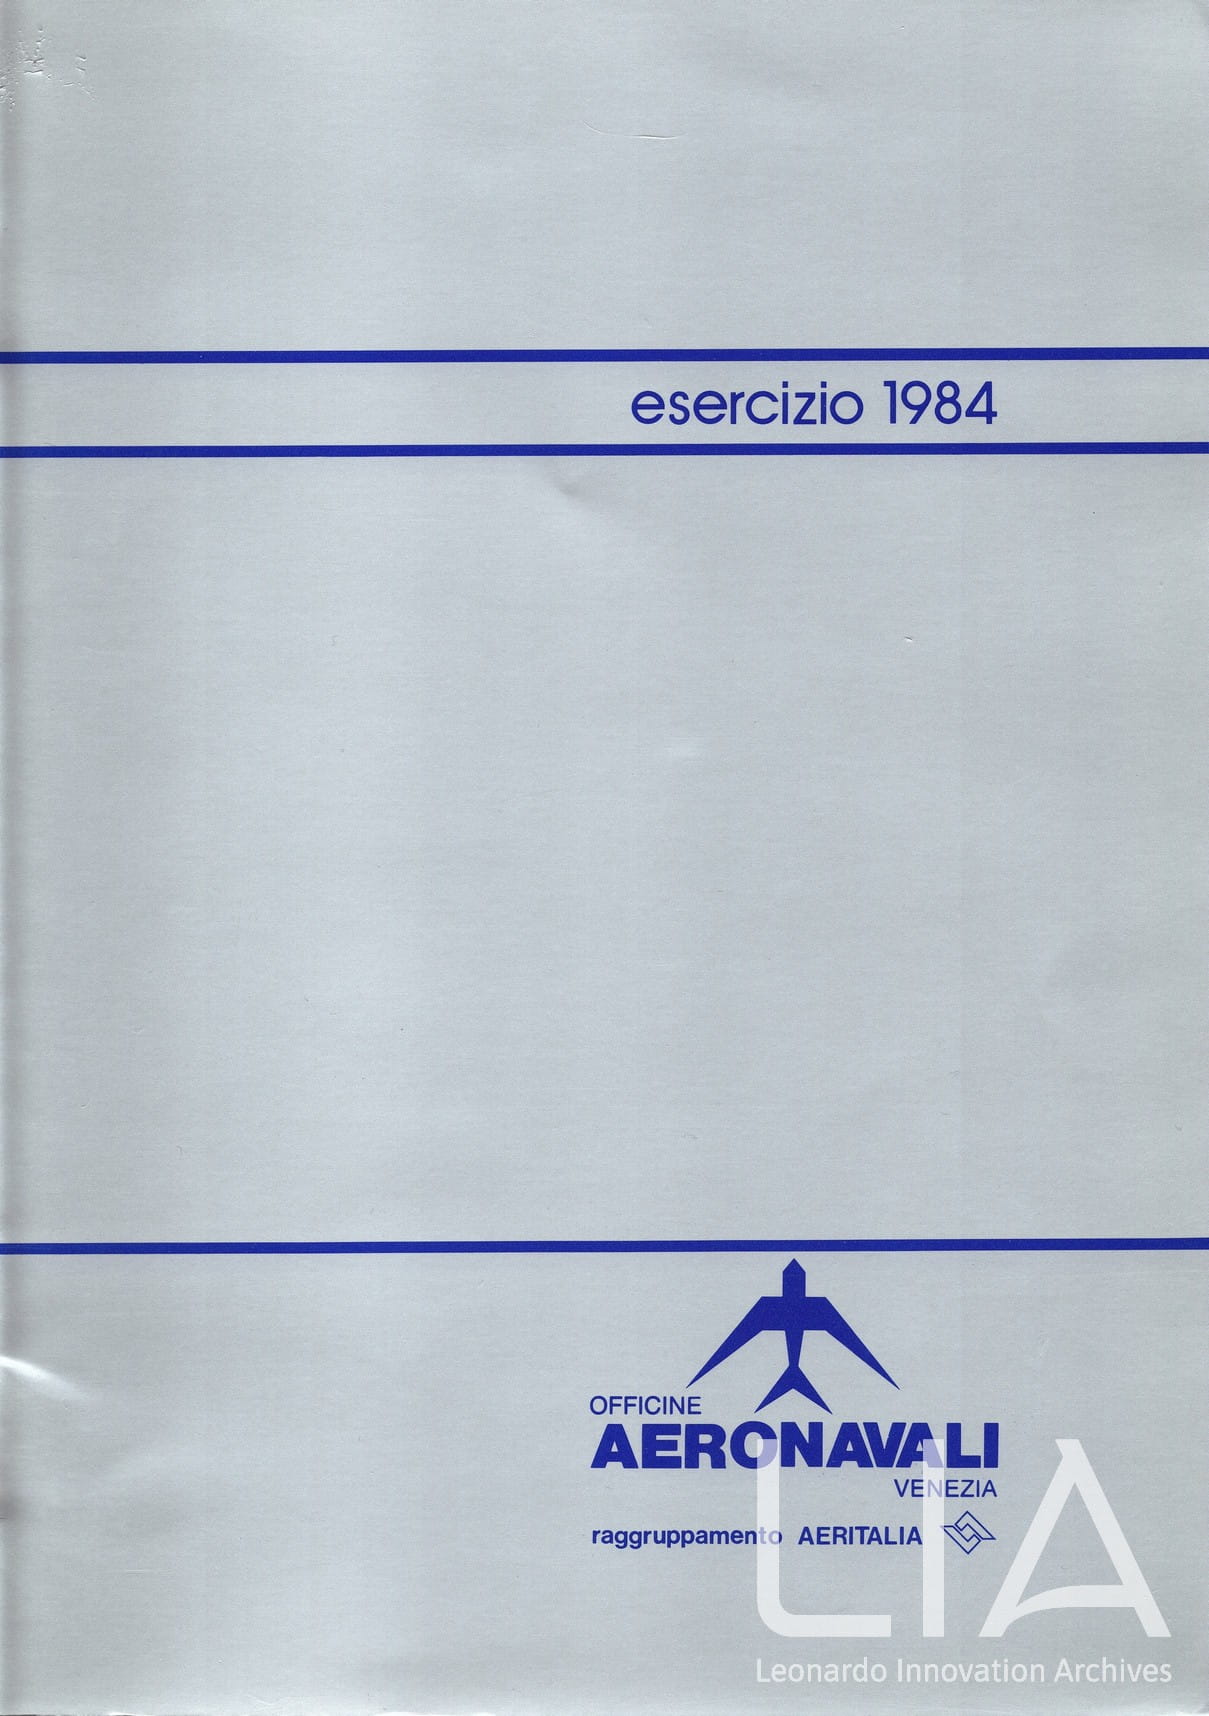 esercizio 1984
OFFICINE
AERONAVALI
VENEZIA
raggruppamento AERITALIA
LIA
Leonardo Innovation Archives